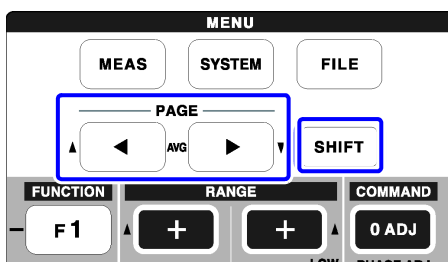 MENU
MEAS SYSTEM FILE
PAGE
AVG SHIFT
FUNCTION RANGE COMMAND
F1 + + 0 ADJ